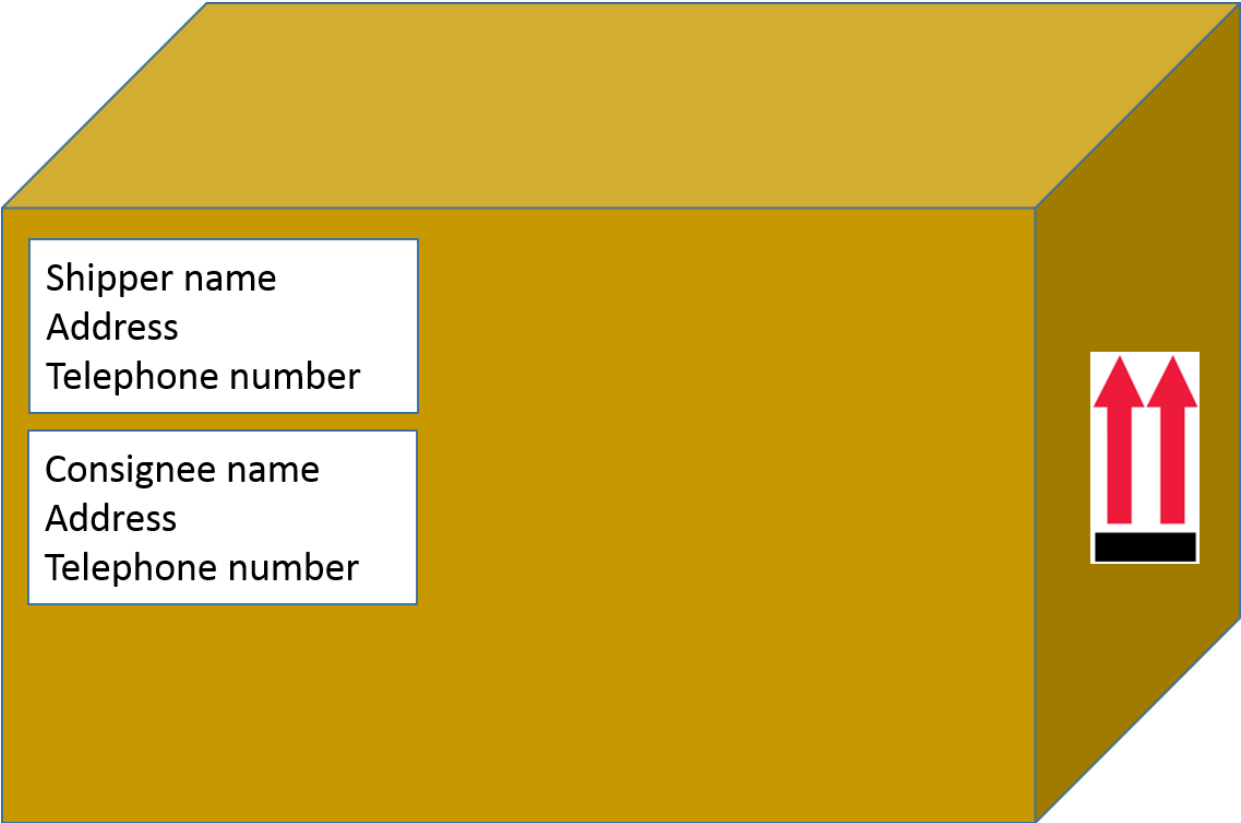 Shipper name
Address
Telephone number
Consignee name
Address
Telephone number